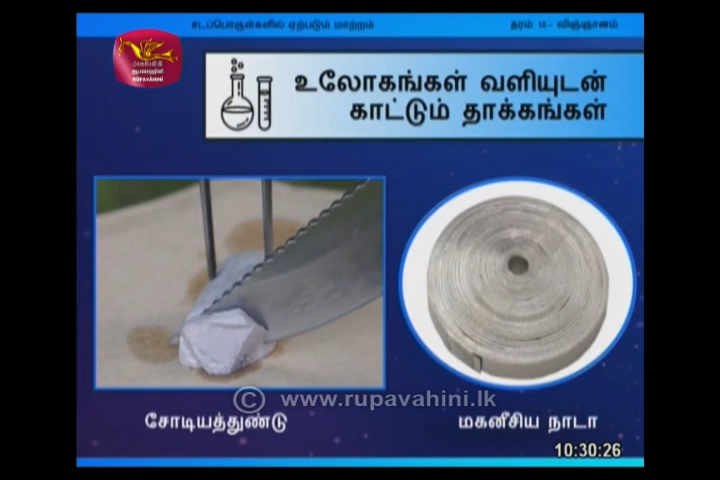 சடப்பொருள்களில் ஏற்படும் மாற்றம்
தரம் 10 - விஞ்ஞானம்
RUPAVAHINI
உலோகங்கள் வளியுடன்
காட்டும் தாக்கங்கள்
© www.rupavahini.lk
சோடியத்துண்டு
மகனீசிய நாடா
10:30:26